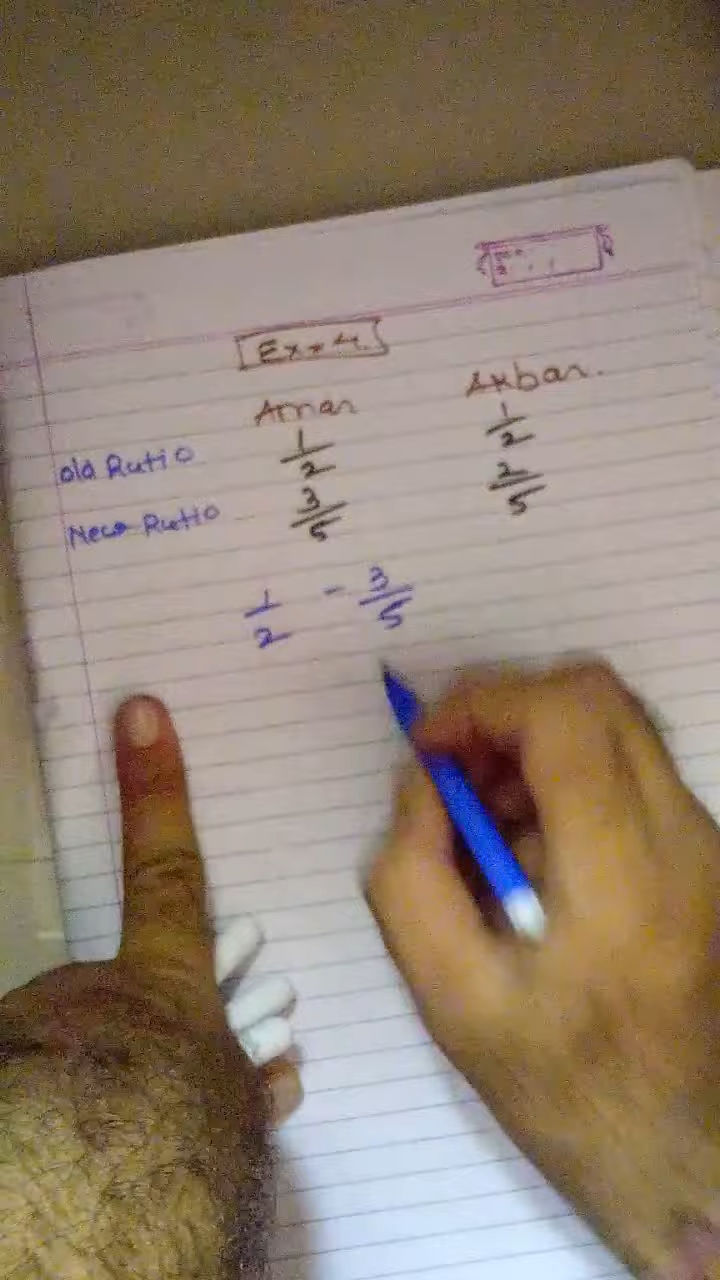 Ex-4.
Aman Akbar.
Old Ratio 1/2 1/2
New Ratio 3/5 2/5
1/2 - 3/5